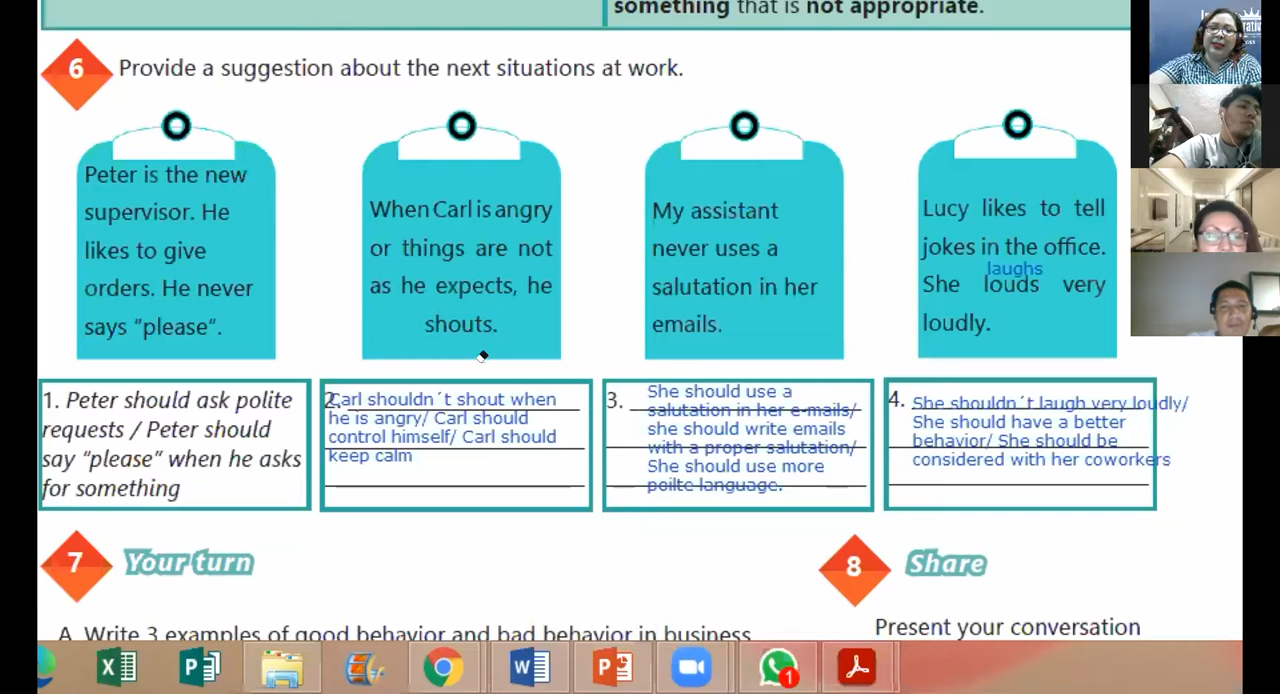 something that is not appropriate.
6 Provide a suggestion about the next situations at work.
Peter is the new
supervisor. He
likes to give
orders. He never
says “please”.
When Carl is angry
or things are not
as he expects, he
shouts.
My assistant
never uses a
salutation in her
emails.
Lucy likes to tell
jokes in the office.
laughs
She louds very
loudly.
1. Peter should ask polite
requests / Peter should
say “please” when he asks
for something
2.
Carl shouldn´t shout when
he is angry/ Carl should
control himself/ Carl should
keep calm
3.
She should use a
salutation in her e-mails/
she should write emails
with a proper salutation/
She should use more
poilte language.
4.
She shouldn´t laugh very loudly/
She should have a better
behavior/ She should be
considered with her coworkers
7 Your turn
8 Share
A. Write 3 examples of good behavior and bad behavior in business
Present your conversation
1